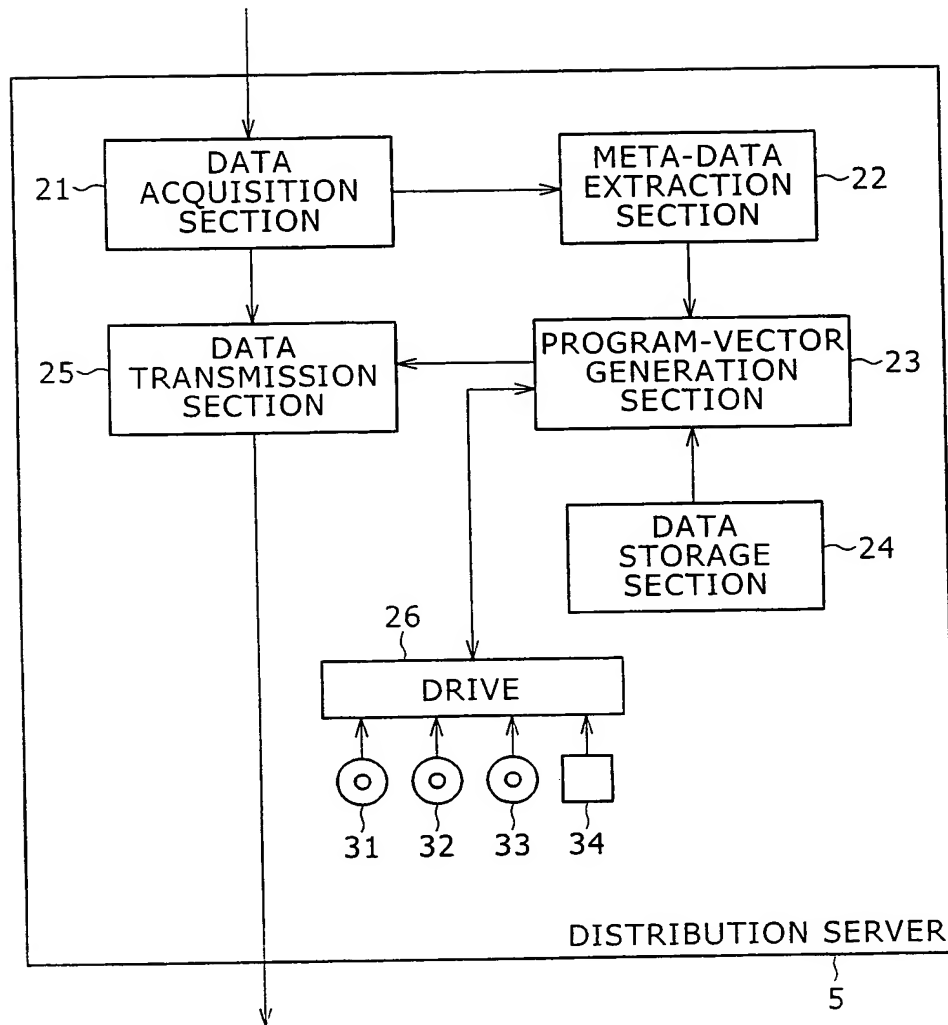 DATA
ACQUISITION
SECTION
21
META-DATA
EXTRACTION
SECTION
22
DATA
TRANSMISSION
SECTION
25
PROGRAM-VECTOR
GENERATION
SECTION
23
DATA
STORAGE
SECTION
24
26
DRIVE
31 32 33 34
DISTRIBUTION SERVER
5